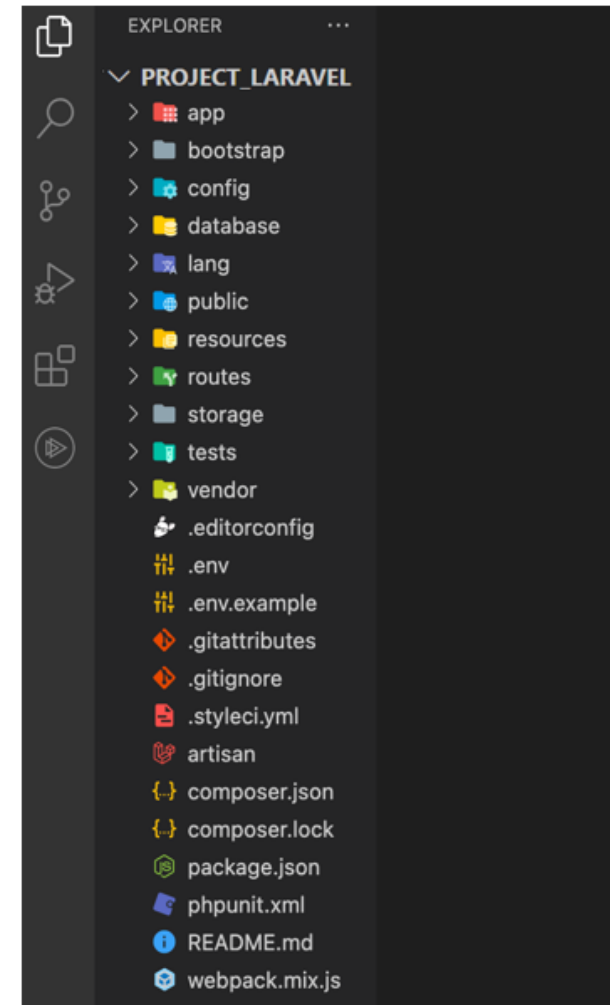 EXPLORER
PROJECT_LARAVEL
app
bootstrap
config
database
lang
public
resources
routes
storage
tests
vendor
.editorconfig
.env
.env.example
.gitattributes
.gitignore
.styleci.yml
artisan
composer.json
composer.lock
package.json
phpunit.xml
README.md
webpack.mix.js